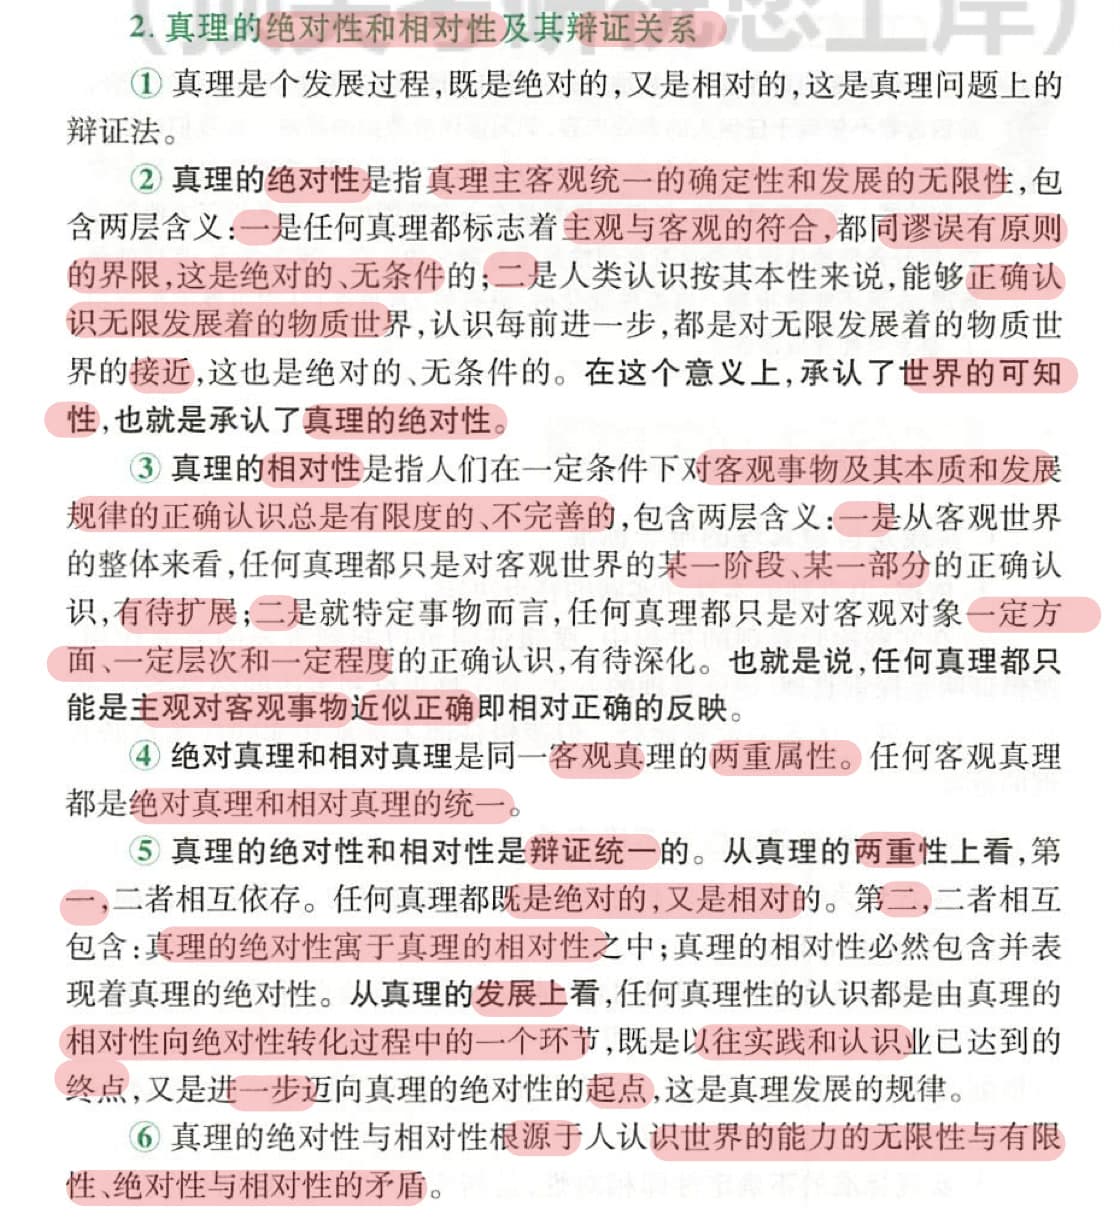 2. 真理的绝对性和相对性及其辩证关系
① 真理是个发展过程,既是绝对的,又是相对的,这是真理问题上的
辩证法。
② 真理的绝对性是指真理主客观统一的确定性和发展的无限性,包
含两层含义:一是任何真理都标志着主观与客观的符合,都同谬误有原则
的界限,这是绝对的、无条件的;二是人类认识按其本性来说,能够正确认
识无限发展着的物质世界,认识每前进一步,都是对无限发展着的物质世
界的接近,这也是绝对的、无条件的。在这个意义上,承认了世界的可知
性,也就是承认了真理的绝对性。
③ 真理的相对性是指人们在一定条件下对客观事物及其本质和发展
规律的正确认识总是有限度的、不完善的,包含两层含义:一是从客观世界
的整体来看,任何真理都只是对客观世界的某一阶段、某一部分的正确认
识,有待扩展;二是就特定事物而言,任何真理都只是对客观对象一定方
面、一定层次和一定程度的正确认识,有待深化。也就是说,任何真理都只
能是主观对客观事物近似正确即相对正确的反映。
④ 绝对真理和相对真理是同一客观真理的两重属性。任何客观真理
都是绝对真理和相对真理的统一。
⑤ 真理的绝对性和相对性是辩证统一的。从真理的两重性上看,第
一,二者相互依存。任何真理都既是绝对的,又是相对的。第二,二者相互
包含:真理的绝对性寓于真理的相对性之中;真理的相对性必然包含并表
现着真理的绝对性。从真理的发展上看,任何真理性的认识都是由真理的
相对性向绝对性转化过程中的一个环节,既是以往实践和认识业已达到的
终点,又是进一步迈向真理的绝对性的起点,这是真理发展的规律。
⑥ 真理的绝对性与相对性根源于人认识世界的能力的无限性与有限
性、绝对性与相对性的矛盾。